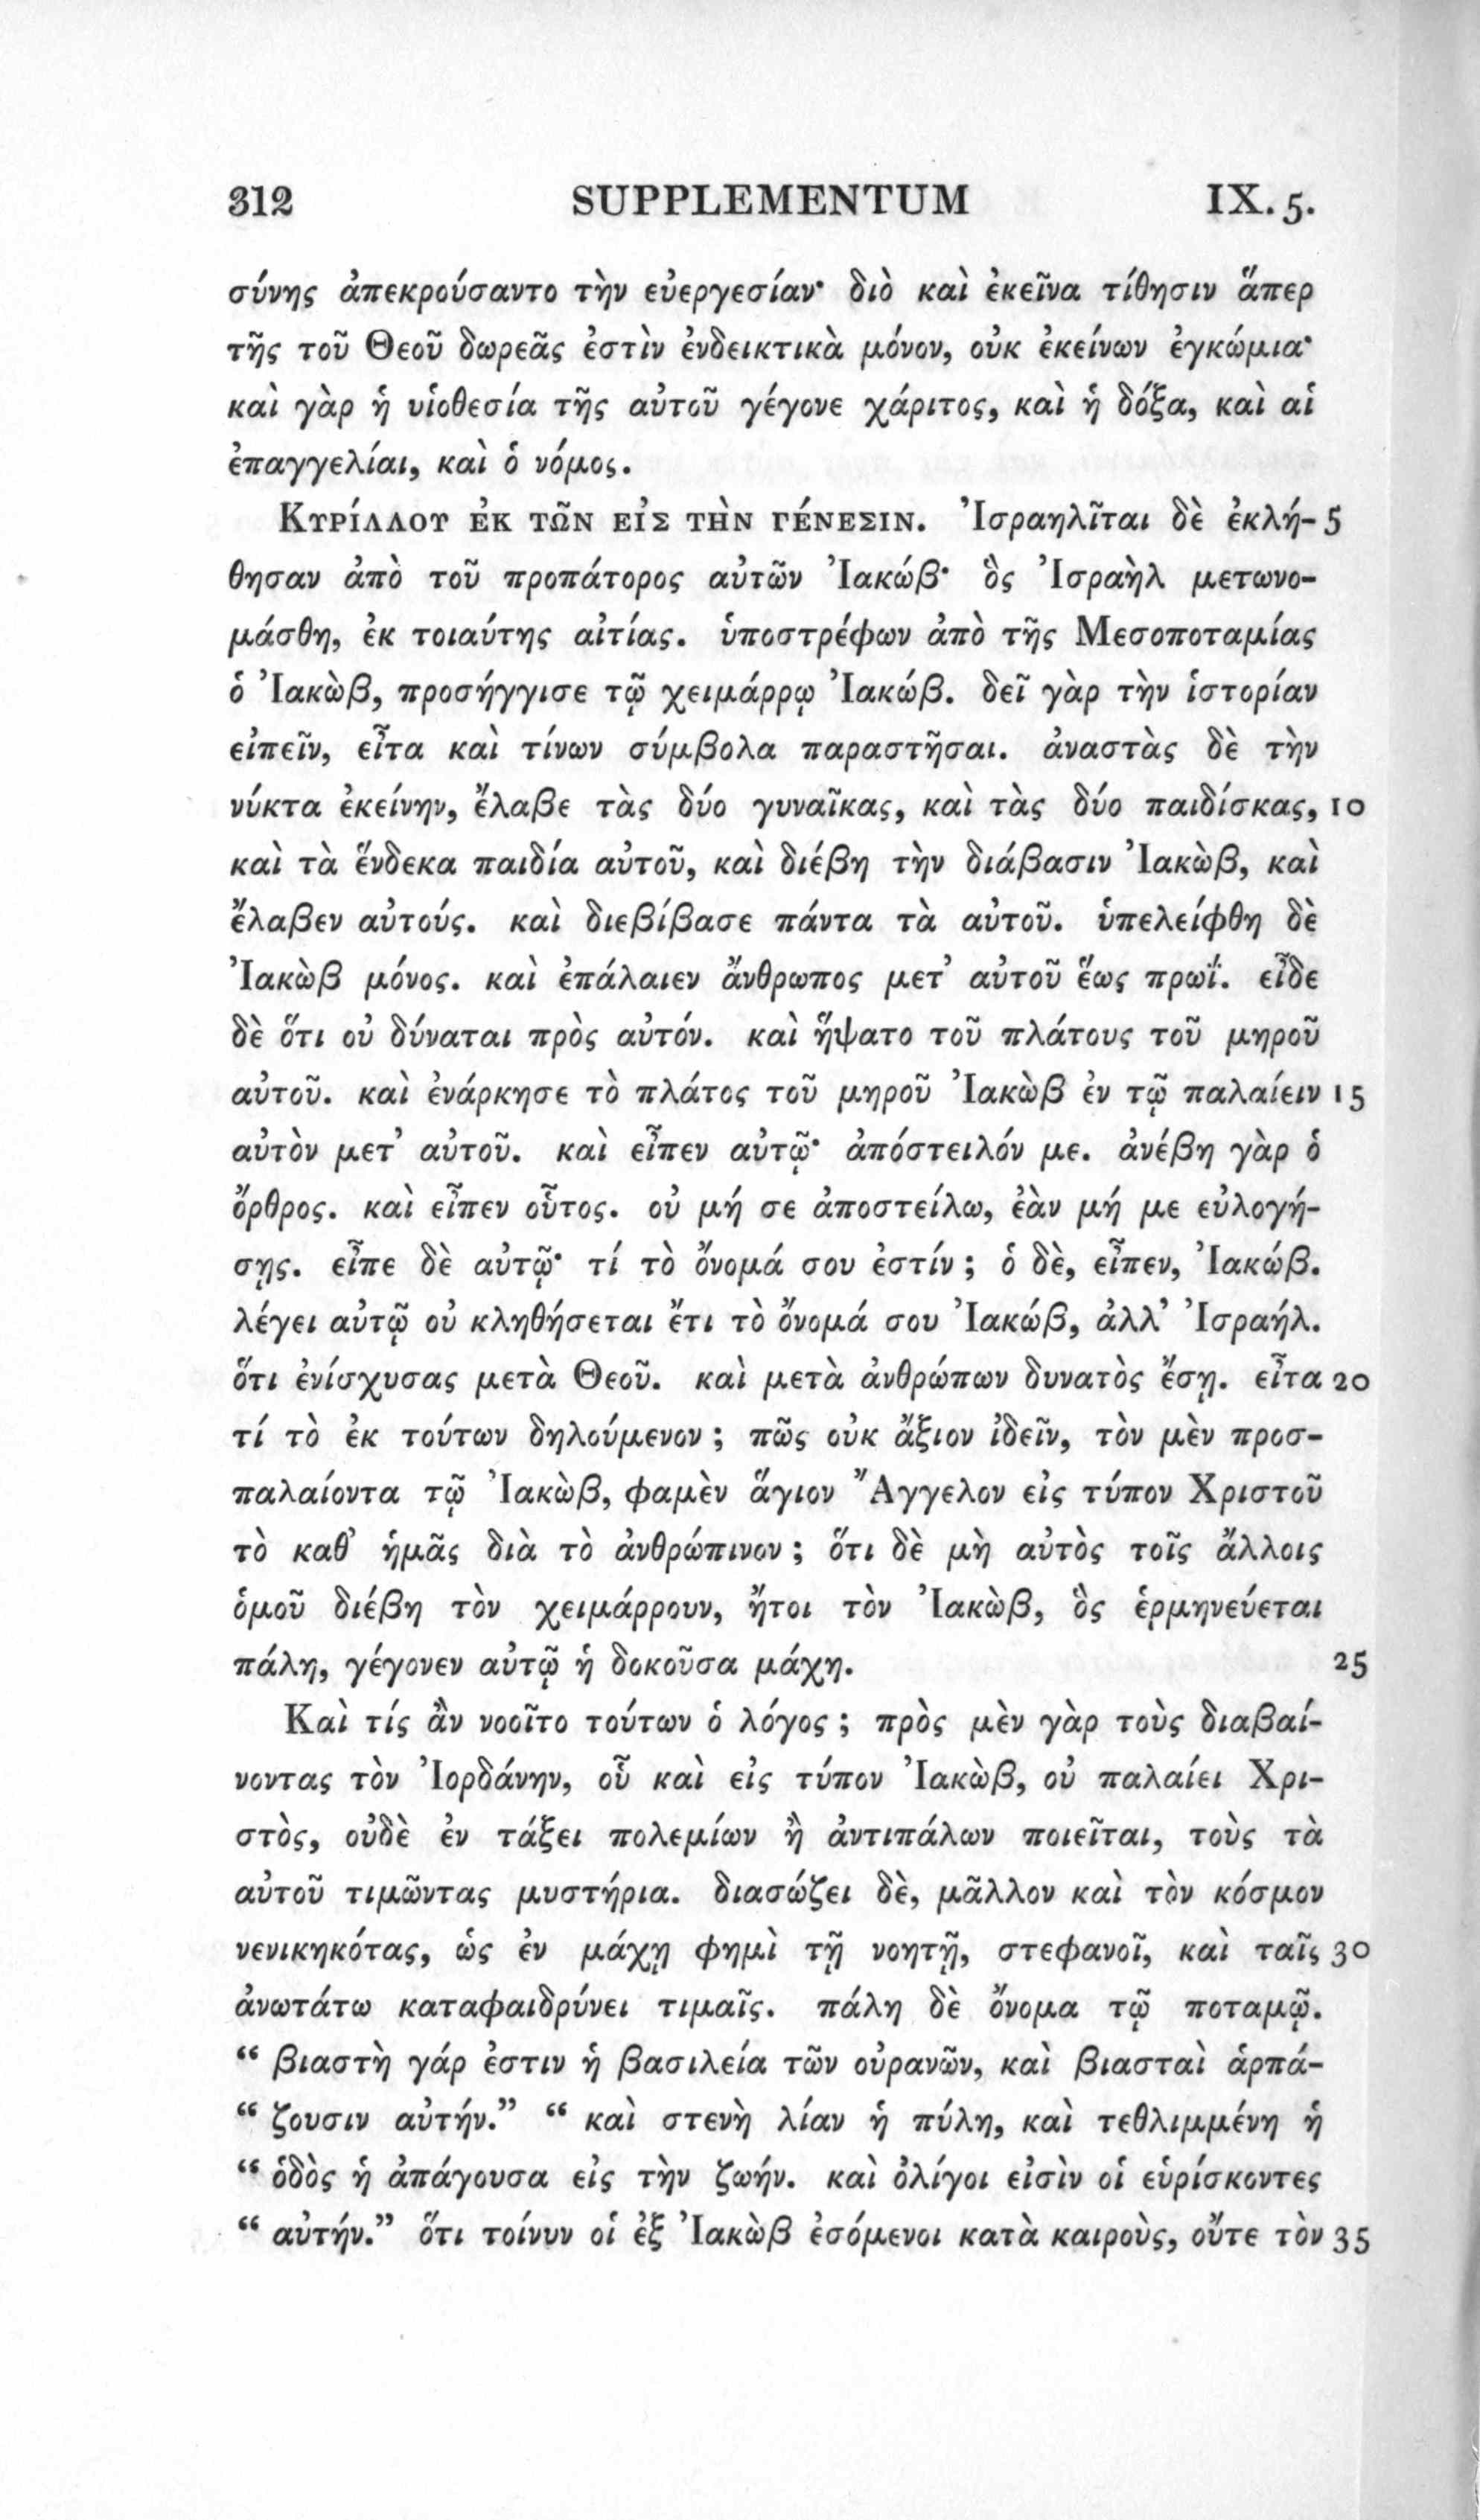 312 SUPPLEMENTUM IX. 5.
σύνης ἀπεκρούσαντο τὴν εὐεργεσίαν· διὸ καὶ ἐκεῖνα τίθησιν ἅπερ
τῆς τοῦ Θεοῦ δωρεᾶς ἐστὶν ἐνδεικτικὰ μόνον, οὐκ ἐκείνων ἐγκώμια·
καὶ γὰρ ἡ υἱοθεσία τῆς αὐτοῦ γέγονε χάριτος, καὶ ἡ δόξα, καὶ αἱ
ἐπαγγελίαι, καὶ ὁ νόμος.
ΚΥΡΊΛΛΟΥ ἘΚ ΤΩ͂Ν ΕἸΣ ΤῊΝ ΓΈΝΕΣΙΝ. Ἰσραηλῖται δὲ ἐκλή- 5
θησαν ἀπὸ τοῦ προπάτορος αὐτῶν Ἰακώβ· ὃς Ἰσραὴλ μετωνο-
μάσθη, ἐκ τοιαύτης αἰτίας. ὑποστρέφων ἀπὸ τῆς Μεσοποταμίας
ὁ Ἰακὼβ, προσήγγισε τῷ χειμάρρῳ Ἰακώβ. δεῖ γὰρ τὴν ἱστορίαν
εἰπεῖν, εἶτα καὶ τίνων σύμβολα παραστῆσαι. ἀναστὰς δὲ τὴν
νύκτα ἐκείνην, ἔλαβε τὰς δύο γυναῖκας, καὶ τὰς δύο παιδίσκας, 10
καὶ τὰ ἕνδεκα παιδία αὐτοῦ, καὶ διέβη τὴν διάβασιν Ἰακὼβ, καὶ
ἔλαβεν αὐτούς. καὶ διεβίβασε πάντα τὰ αὐτοῦ. ὑπελείφθη δὲ
Ἰακὼβ μόνος. καὶ ἐπάλαιεν ἄνθρωπος μετ’ αὐτοῦ ἕως πρωΐ. εἶδε
δὲ ὅτι οὐ δύναται πρὸς αὐτόν. καὶ ἥψατο τοῦ πλάτους τοῦ μηροῦ
αὐτοῦ. καὶ ἐνάρκησε τὸ πλάτος τοῦ μηροῦ Ἰακὼβ ἐν τῷ παλαίειν 15
αὐτὸν μετ’ αὐτοῦ. καὶ εἶπεν αὐτῷ· ἀπόστειλόν με. ἀνέβη γὰρ ὁ
ὄρθρος. καὶ εἶπεν οὗτος. οὐ μή σε ἀποστείλω, ἐὰν μή με εὐλογή-
σῃς. εἶπε δὲ αὐτῷ· τί τὸ ὄνομά σου ἐστίν; ὁ δὲ, εἶπεν, Ἰακώβ.
λέγει αὐτῷ οὐ κληθήσεται ἔτι τὸ ὄνομά σου Ἰακώβ, ἀλλ’ Ἰσραήλ.
ὅτι ἐνίσχυσας μετὰ Θεοῦ. καὶ μετὰ ἀνθρώπων δυνατὸς ἔσῃ. εἶτα 20
τί τὸ ἐκ τούτων δηλούμενον; πῶς οὐκ ἄξιον ἰδεῖν, τὸν μὲν προσ-
παλαίοντα τῷ Ἰακὼβ, φαμὲν ἅγιον Ἄγγελον εἰς τύπον Χριστοῦ
τὸ καθ’ ἡμᾶς διὰ τὸ ἀνθρώπινον; ὅτι δὲ μὴ αὐτὸς τοῖς ἄλλοις
ὁμοῦ διέβη τὸν χειμάρρουν, ἤτοι τὸν Ἰακὼβ, ὃς ἑρμηνεύεται
πάλη, γέγονεν αὐτῷ ἡ δοκοῦσα μάχη. 25
Καὶ τίς ἂν νοοῖτο τούτων ὁ λόγος; πρὸς μὲν γὰρ τοὺς διαβαί-
νοντας τὸν Ἰορδάνην, οὗ καὶ εἰς τύπον Ἰακὼβ, οὐ παλαίει Χρι-
στὸς, οὐδὲ ἐν τάξει πολεμίων ἢ ἀντιπάλων ποιεῖται, τοὺς τὰ
αὐτοῦ τιμῶντας μυστήρια. διασώζει δὲ, μᾶλλον καὶ τὸν κόσμον
νενικηκότας, ὡς ἐν μάχῃ φημὶ τῇ νοητῇ, στεφανοῖ, καὶ ταῖς 30
ἀνωτάτω καταφαιδρύνει τιμαῖς. πάλη δὲ ὄνομα τῷ ποταμῷ.
“ βιαστὴ γάρ ἐστιν ἡ βασιλεία τῶν οὐρανῶν, καὶ βιασταὶ ἁρπά-
“ ζουσιν αὐτήν.” “ καὶ στενὴ λίαν ἡ πύλη, καὶ τεθλιμμένη ἡ
“ ὁδὸς ἡ ἀπάγουσα εἰς τὴν ζωήν. καὶ ὀλίγοι εἰσὶν οἱ εὑρίσκοντες
“ αὐτήν.” ὅτι τοίνυν οἱ ἐξ Ἰακὼβ ἐσόμενοι κατὰ καιροὺς, οὔτε τὸν 35